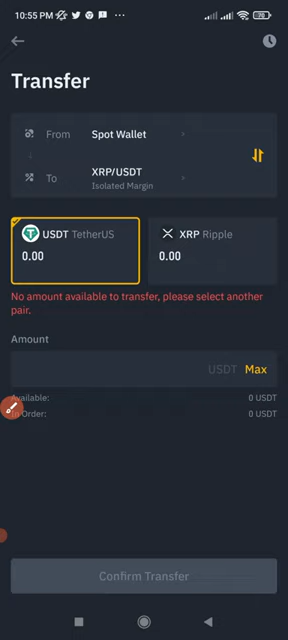 10:55 PM
70
Transfer
From Spot Wallet
To XRP/USDT
Isolated Margin
USDT TetherUS
0.00
XRP Ripple
0.00
No amount available to transfer, please select another
pair.
Amount
USDT Max
Available: 0 USDT
In Order: 0 USDT
Confirm Transfer